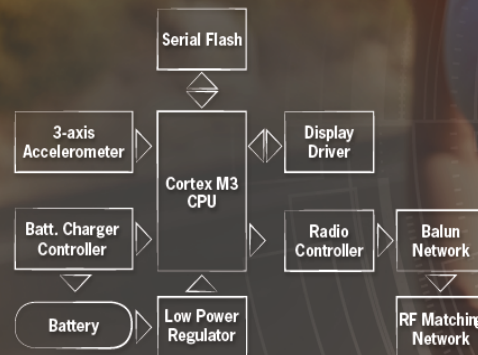 Serial Flash
3-axis
Accelerometer
Display
Driver
Cortex M3
CPU
Batt. Charger
Controller
Radio
Controller
Balun
Network
Battery
Low Power
Regulator
RF Matching
Network